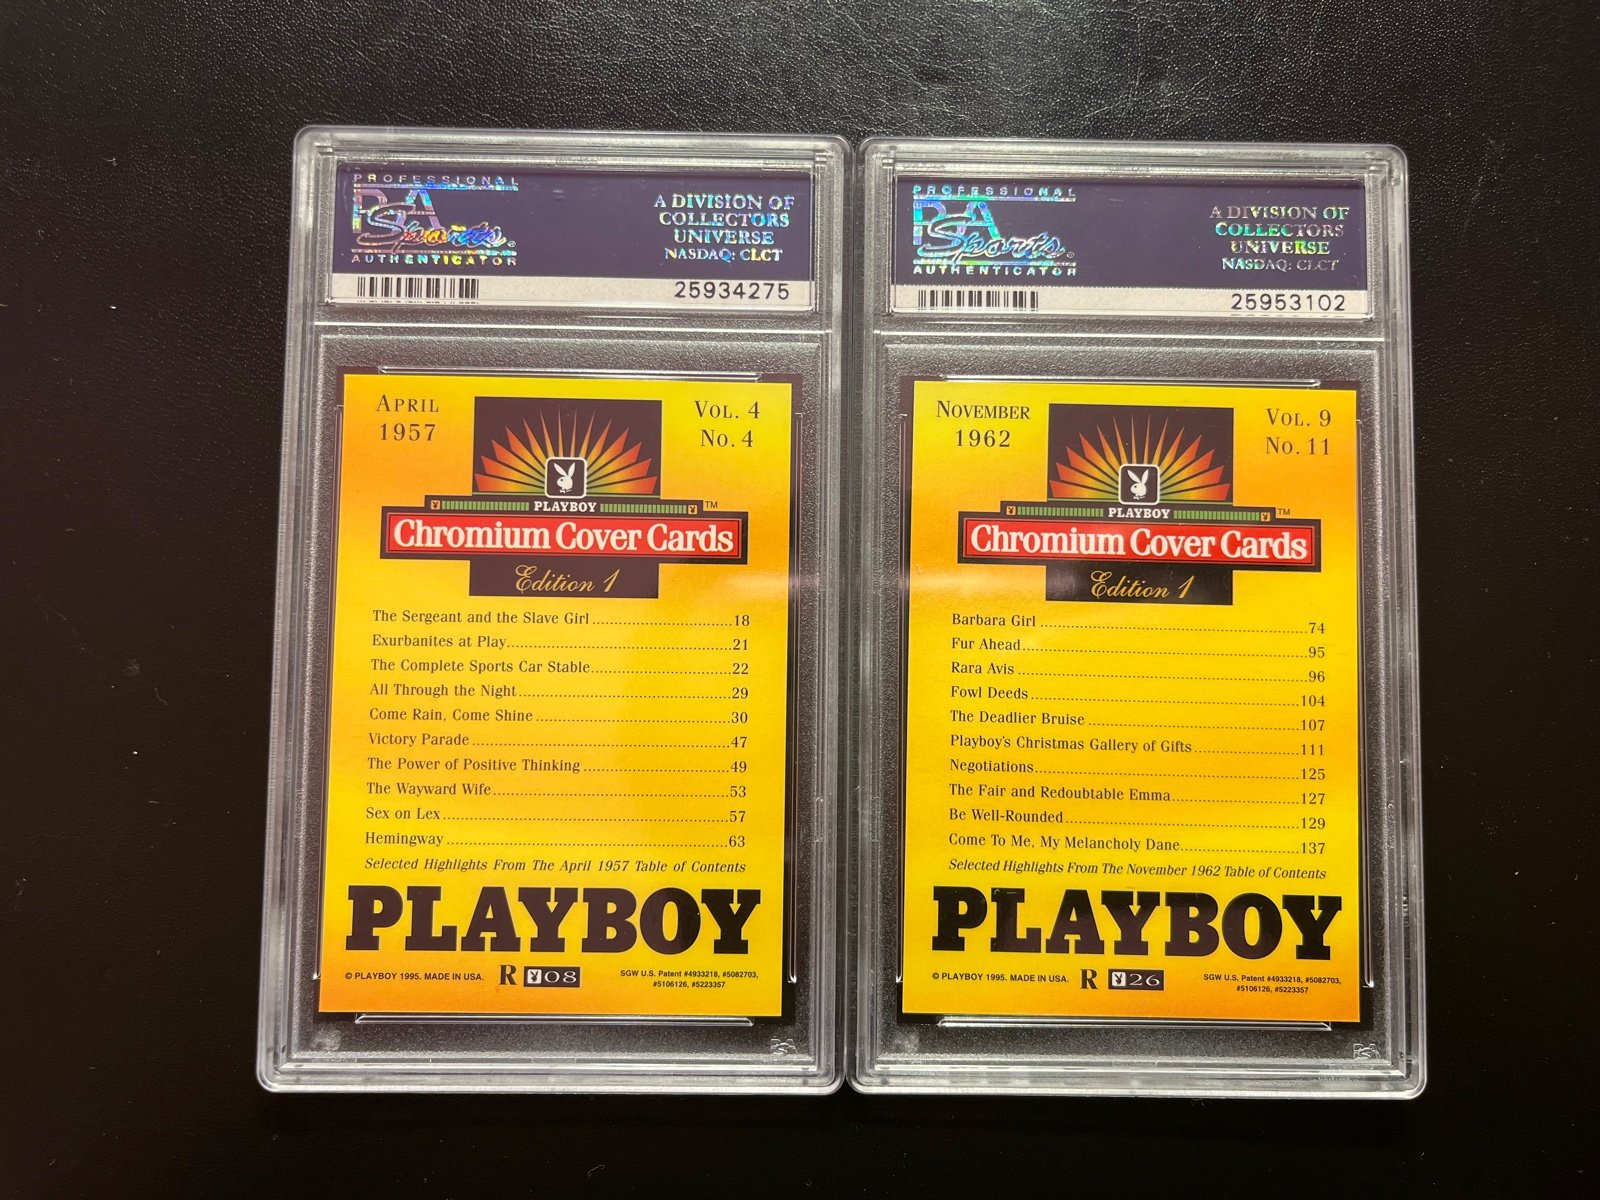 PROFESSIONAL
PSA
Sports
AUTHENTICATOR
A DIVISION OF
COLLECTORS
UNIVERSE
NASDAQ: CLCT
25934275
APRIL
1957
VOL. 4
NO. 4
PLAYBOY
TM
Chromium Cover Cards
Edition 1
The Sergeant and the Slave Girl 18
Exurbanites at Play 21
The Complete Sports Car Stable 22
All Through the Night 29
Come Rain, Come Shine 30
Victory Parade 47
The Power of Positive Thinking 49
The Wayward Wife 53
Sex on Lex 57
Hemingway 63
Selected Highlights From The April 1957 Table of Contents
PLAYBOY
© PLAYBOY 1995. MADE IN USA.
R 08
SGW U.S. Patent #4933218, #5082703,
#5106126, #5223357
PSA
PROFESSIONAL
PSA
Sports
AUTHENTICATOR
A DIVISION OF
COLLECTORS
UNIVERSE
NASDAQ: CLCT
25953102
NOVEMBER
1962
VOL. 9
NO. 11
PLAYBOY
TM
Chromium Cover Cards
Edition 1
Barbara Girl 74
Fur Ahead 95
Rara Avis 96
Fowl Deeds 104
The Deadlier Bruise 107
Playboy's Christmas Gallery of Gifts 111
Negotiations 125
The Fair and Redoubtable Emma 127
Be Well-Rounded 129
Come To Me, My Melancholy Dane 137
Selected Highlights From The November 1962 Table of Contents
PLAYBOY
© PLAYBOY 1995. MADE IN USA.
R 26
SGW U.S. Patent #4933218, #5082703,
#5106126, #5223357
PSA